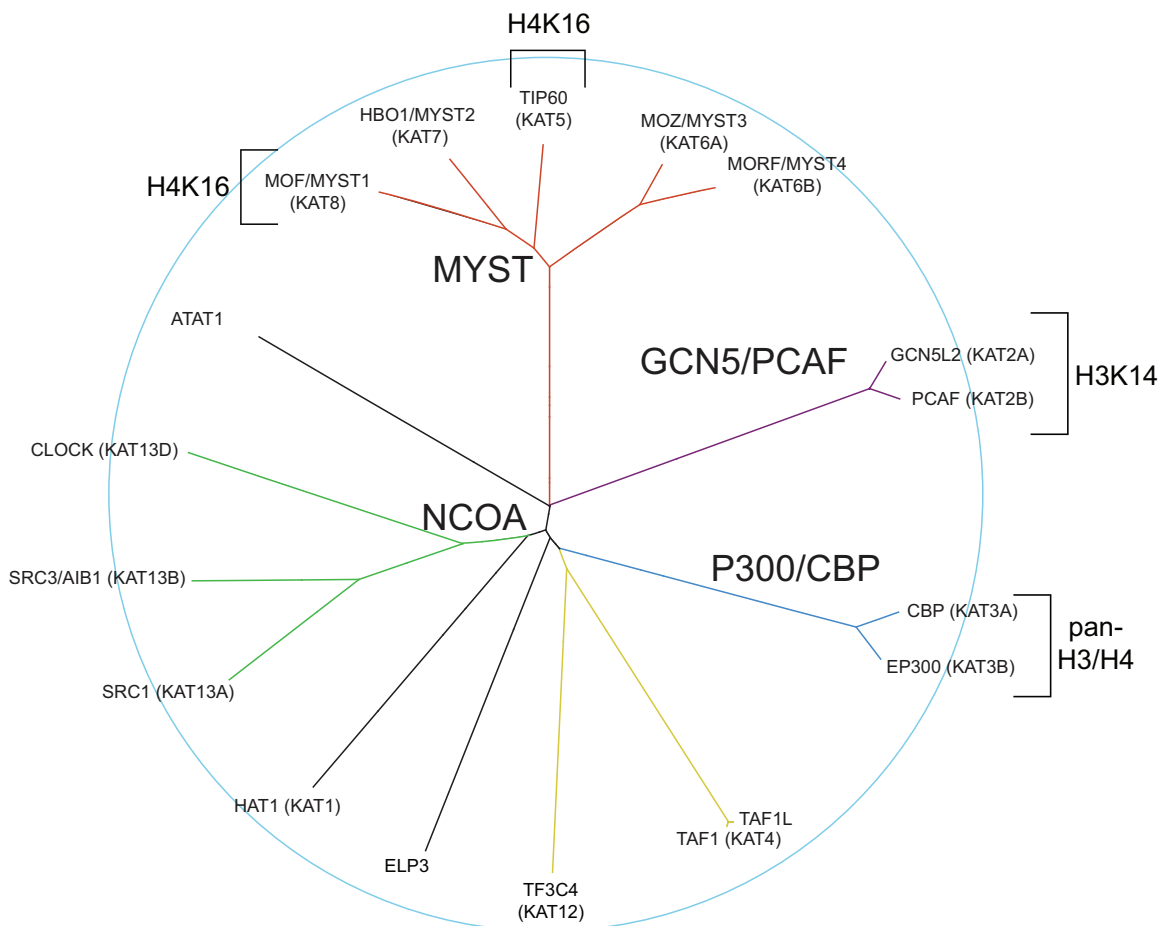 H4K16
TIP60
(KAT5)
HBO1/MYST2
(KAT7)
MOZ/MYST3
(KAT6A)
MORF/MYST4
(KAT6B)
H4K16
MOF/MYST1
(KAT8)
MYST
ATAT1
GCN5/PCAF
GCN5L2 (KAT2A)
PCAF (KAT2B)
H3K14
CLOCK (KAT13D)
NCOA
P300/CBP
SRC3/AIB1 (KAT13B)
CBP (KAT3A)
EP300 (KAT3B)
pan-
H3/H4
SRC1 (KAT13A)
HAT1 (KAT1)
TAF1L
TAF1 (KAT4)
ELP3
TF3C4
(KAT12)